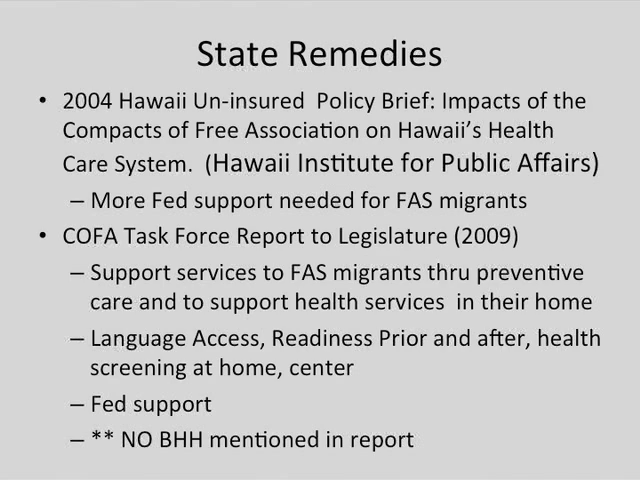 State Remedies
• 2004 Hawaii Un-insured  Policy Brief: Impacts of the
Compacts of Free Association on Hawaii's Health
Care System.  (Hawaii Institute for Public Affairs)
– More Fed support needed for FAS migrants
• COFA Task Force Report to Legislature (2009)
– Support services to FAS migrants thru preventive
care and to support health services  in their home
– Language Access, Readiness Prior and after, health
screening at home, center
– Fed support
– ** NO BHH mentioned in report